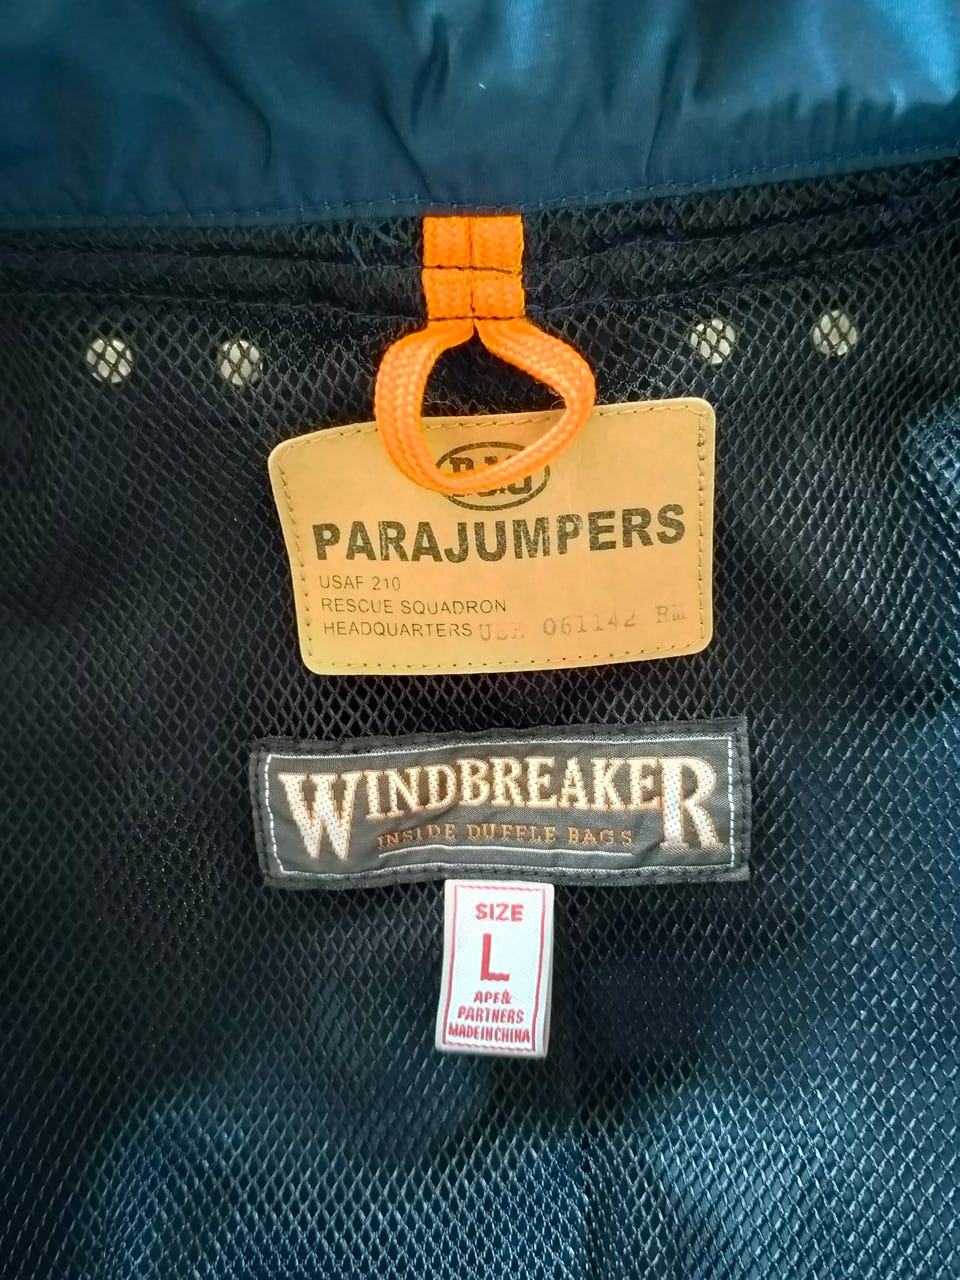 PARAJUMPERS
USAF 210
RESCUE SQUADRON
HEADQUARTERS USE 061142 RM
WINDBREAKER
INSIDE DUFFLE BAGS
SIZE
L
APF&
PARTNERS
MADE IN CHINA